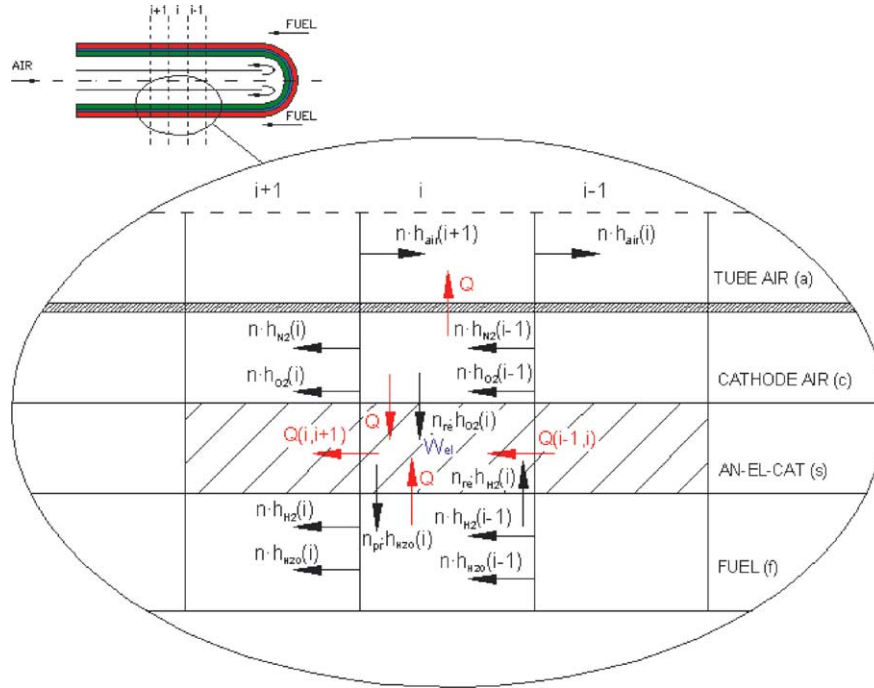 i+1 i i-1
FUEL
AIR
FUEL
i+1 i i-1
n·h_air(i+1) n·h_air(i)
Q
TUBE AIR (a)
n·h_N2(i) n·h_N2(i-1)
n·h_O2(i) n·h_O2(i-1)
CATHODE AIR (c)
Q n_re·h_O2(i)
Q(i,i+1) Ẇ_el Q(i-1,i)
Q n_re·h_H2(i)
AN-EL-CAT (s)
n·h_H2(i) n·h_H2(i-1)
n_pr·h_H2O(i)
n·h_H2O(i) n·h_H2O(i-1)
FUEL (f)